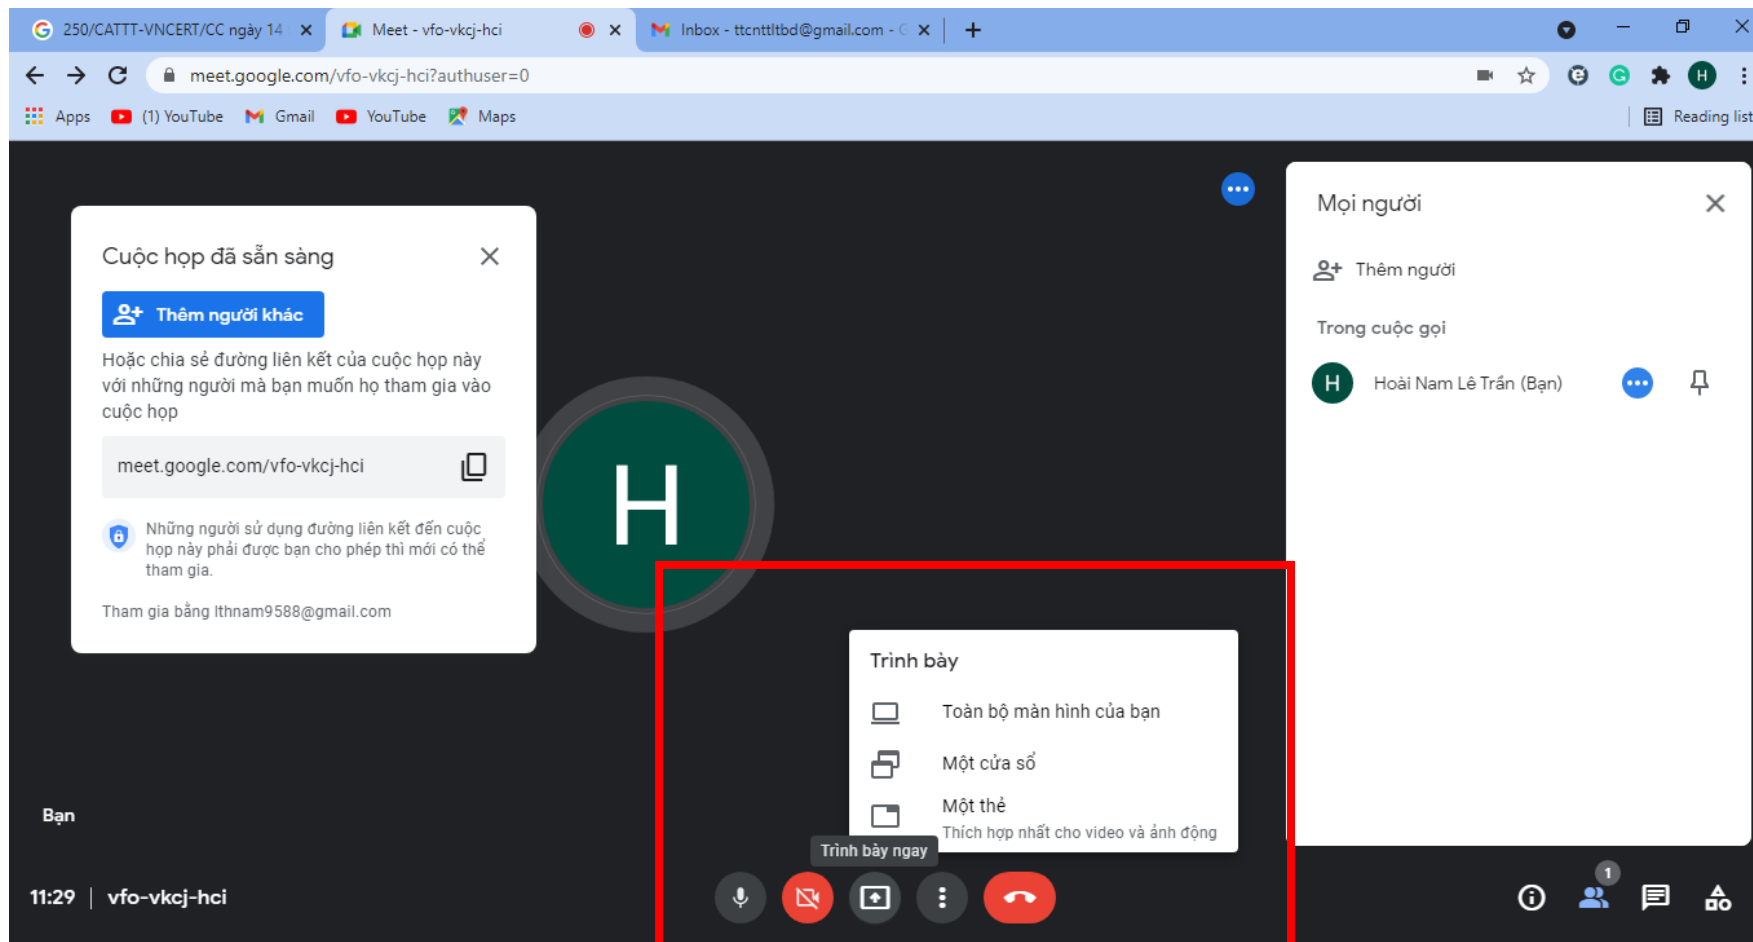 250/CATTT-VNCERT/CC ngày 14
Meet - vfo-vkcj-hci
Inbox - ttcnttltbd@gmail.com -
meet.google.com/vfo-vkcj-hci?authuser=0
H
Apps
(1) YouTube
Gmail
YouTube
Maps
Reading list
Cuộc họp đã sẵn sàng
Thêm người khác
Hoặc chia sẻ đường liên kết của cuộc họp này
với những người mà bạn muốn họ tham gia vào
cuộc họp
meet.google.com/vfo-vkcj-hci
Những người sử dụng đường liên kết đến cuộc
họp này phải được bạn cho phép thì mới có thể
tham gia.
Tham gia bằng lthnam9588@gmail.com
H
Mọi người
Thêm người
Trong cuộc gọi
H
Hoài Nam Lê Trần (Bạn)
Trình bày
Toàn bộ màn hình của bạn
Một cửa sổ
Một thẻ
Thích hợp nhất cho video và ảnh động
Trình bày ngay
Bạn
11:29 | vfo-vkcj-hci
1